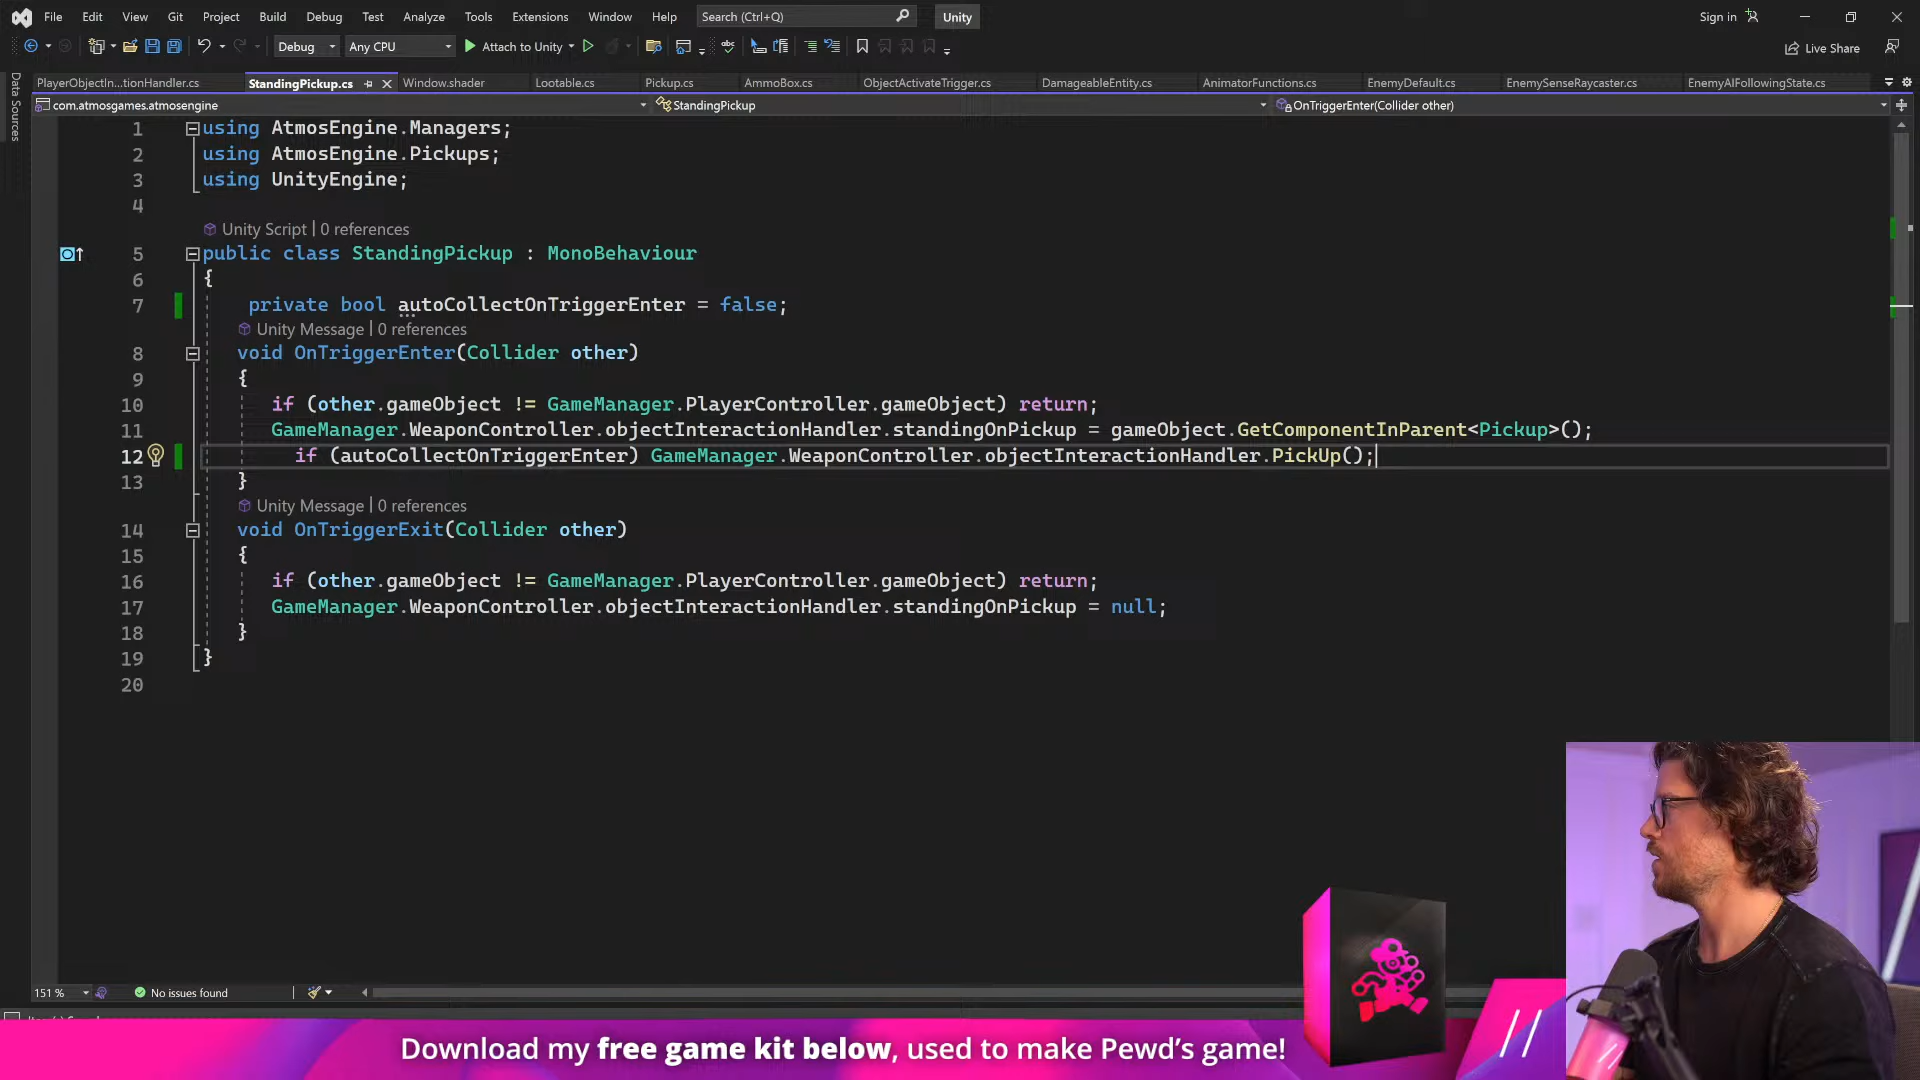 File Edit View Git Project Build Debug Test Analyze Tools Extensions Window Help Search (Ctrl+Q) Unity Sign in
Debug Any CPU Attach to Unity Live Share
Data Sources
PlayerObjectIn...tionHandler.cs StandingPickup.cs Window.shader Lootable.cs Pickup.cs AmmoBox.cs ObjectActivateTrigger.cs DamageableEntity.cs AnimatorFunctions.cs EnemyDefault.cs EnemySenseRaycaster.cs EnemyAIFollowingState.cs
com.atmosgames.atmosengine StandingPickup OnTriggerEnter(Collider other)
1 using AtmosEngine.Managers;
2 using AtmosEngine.Pickups;
3 using UnityEngine;
4
Unity Script | 0 references
5 public class StandingPickup : MonoBehaviour
6 {
7 private bool autoCollectOnTriggerEnter = false;
Unity Message | 0 references
8 void OnTriggerEnter(Collider other)
9 {
10 if (other.gameObject != GameManager.PlayerController.gameObject) return;
11 GameManager.WeaponController.objectInteractionHandler.standingOnPickup = gameObject.GetComponentInParent<Pickup>();
12 if (autoCollectOnTriggerEnter) GameManager.WeaponController.objectInteractionHandler.PickUp();
13 }
Unity Message | 0 references
14 void OnTriggerExit(Collider other)
15 {
16 if (other.gameObject != GameManager.PlayerController.gameObject) return;
17 GameManager.WeaponController.objectInteractionHandler.standingOnPickup = null;
18 }
19 }
20
151 % No issues found
Download my free game kit below, used to make Pewd's game!
//